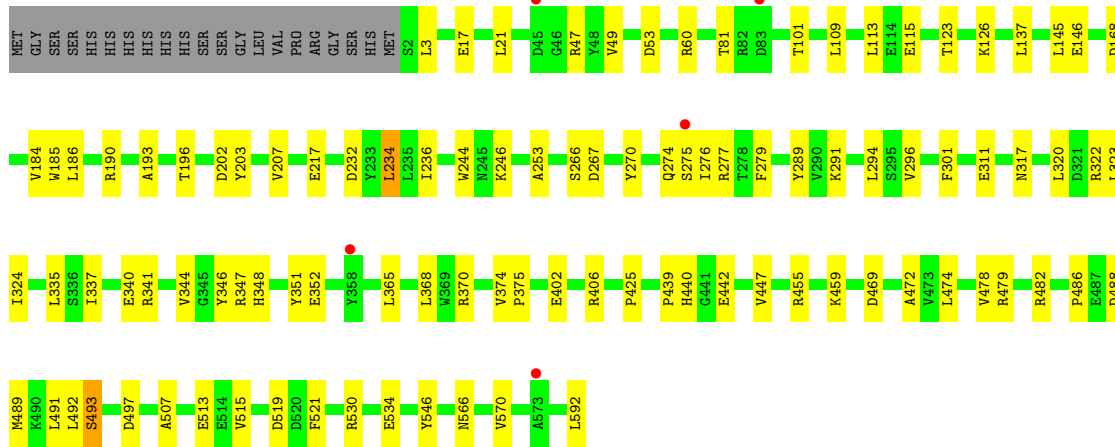 MET GLY SER SER HIS HIS HIS HIS HIS HIS SER SER GLY LEU VAL PRO ARG GLY SER HIS MET S2 L3 E17 L21 D45 G46 R47 Y48 V49 D53 R60 T81 R82 D83 T101 L109 L113 E114 E115 T123 K126 L137 L145 E146
V184 W185 L186 R190 A193 T196 D202 Y203 V207 E217 D232 Y233 L234 L235 I236 W244 N245 K246 A253 S266 D267 Y270 Q274 S275 I276 R277 T278 F279 Y289 V290 K291 L294 S295 V296 F301 E311 N317 L320 D321 R322
I324 L335 S336 I337 E340 R341 V344 G345 Y346 R347 H348 Y351 E352 Y358 L365 L368 W369 R370 V374 P375 E402 R406 P425 P439 H440 G441 E442 V447 R455 K459 D469 A472 V473 L474 V478 R479 R482 P486 E487
M489 K490 L491 L492 S493 D497 A507 E513 E514 V515 D519 D520 F521 R530 E534 Y546 N566 V570 A573 L592